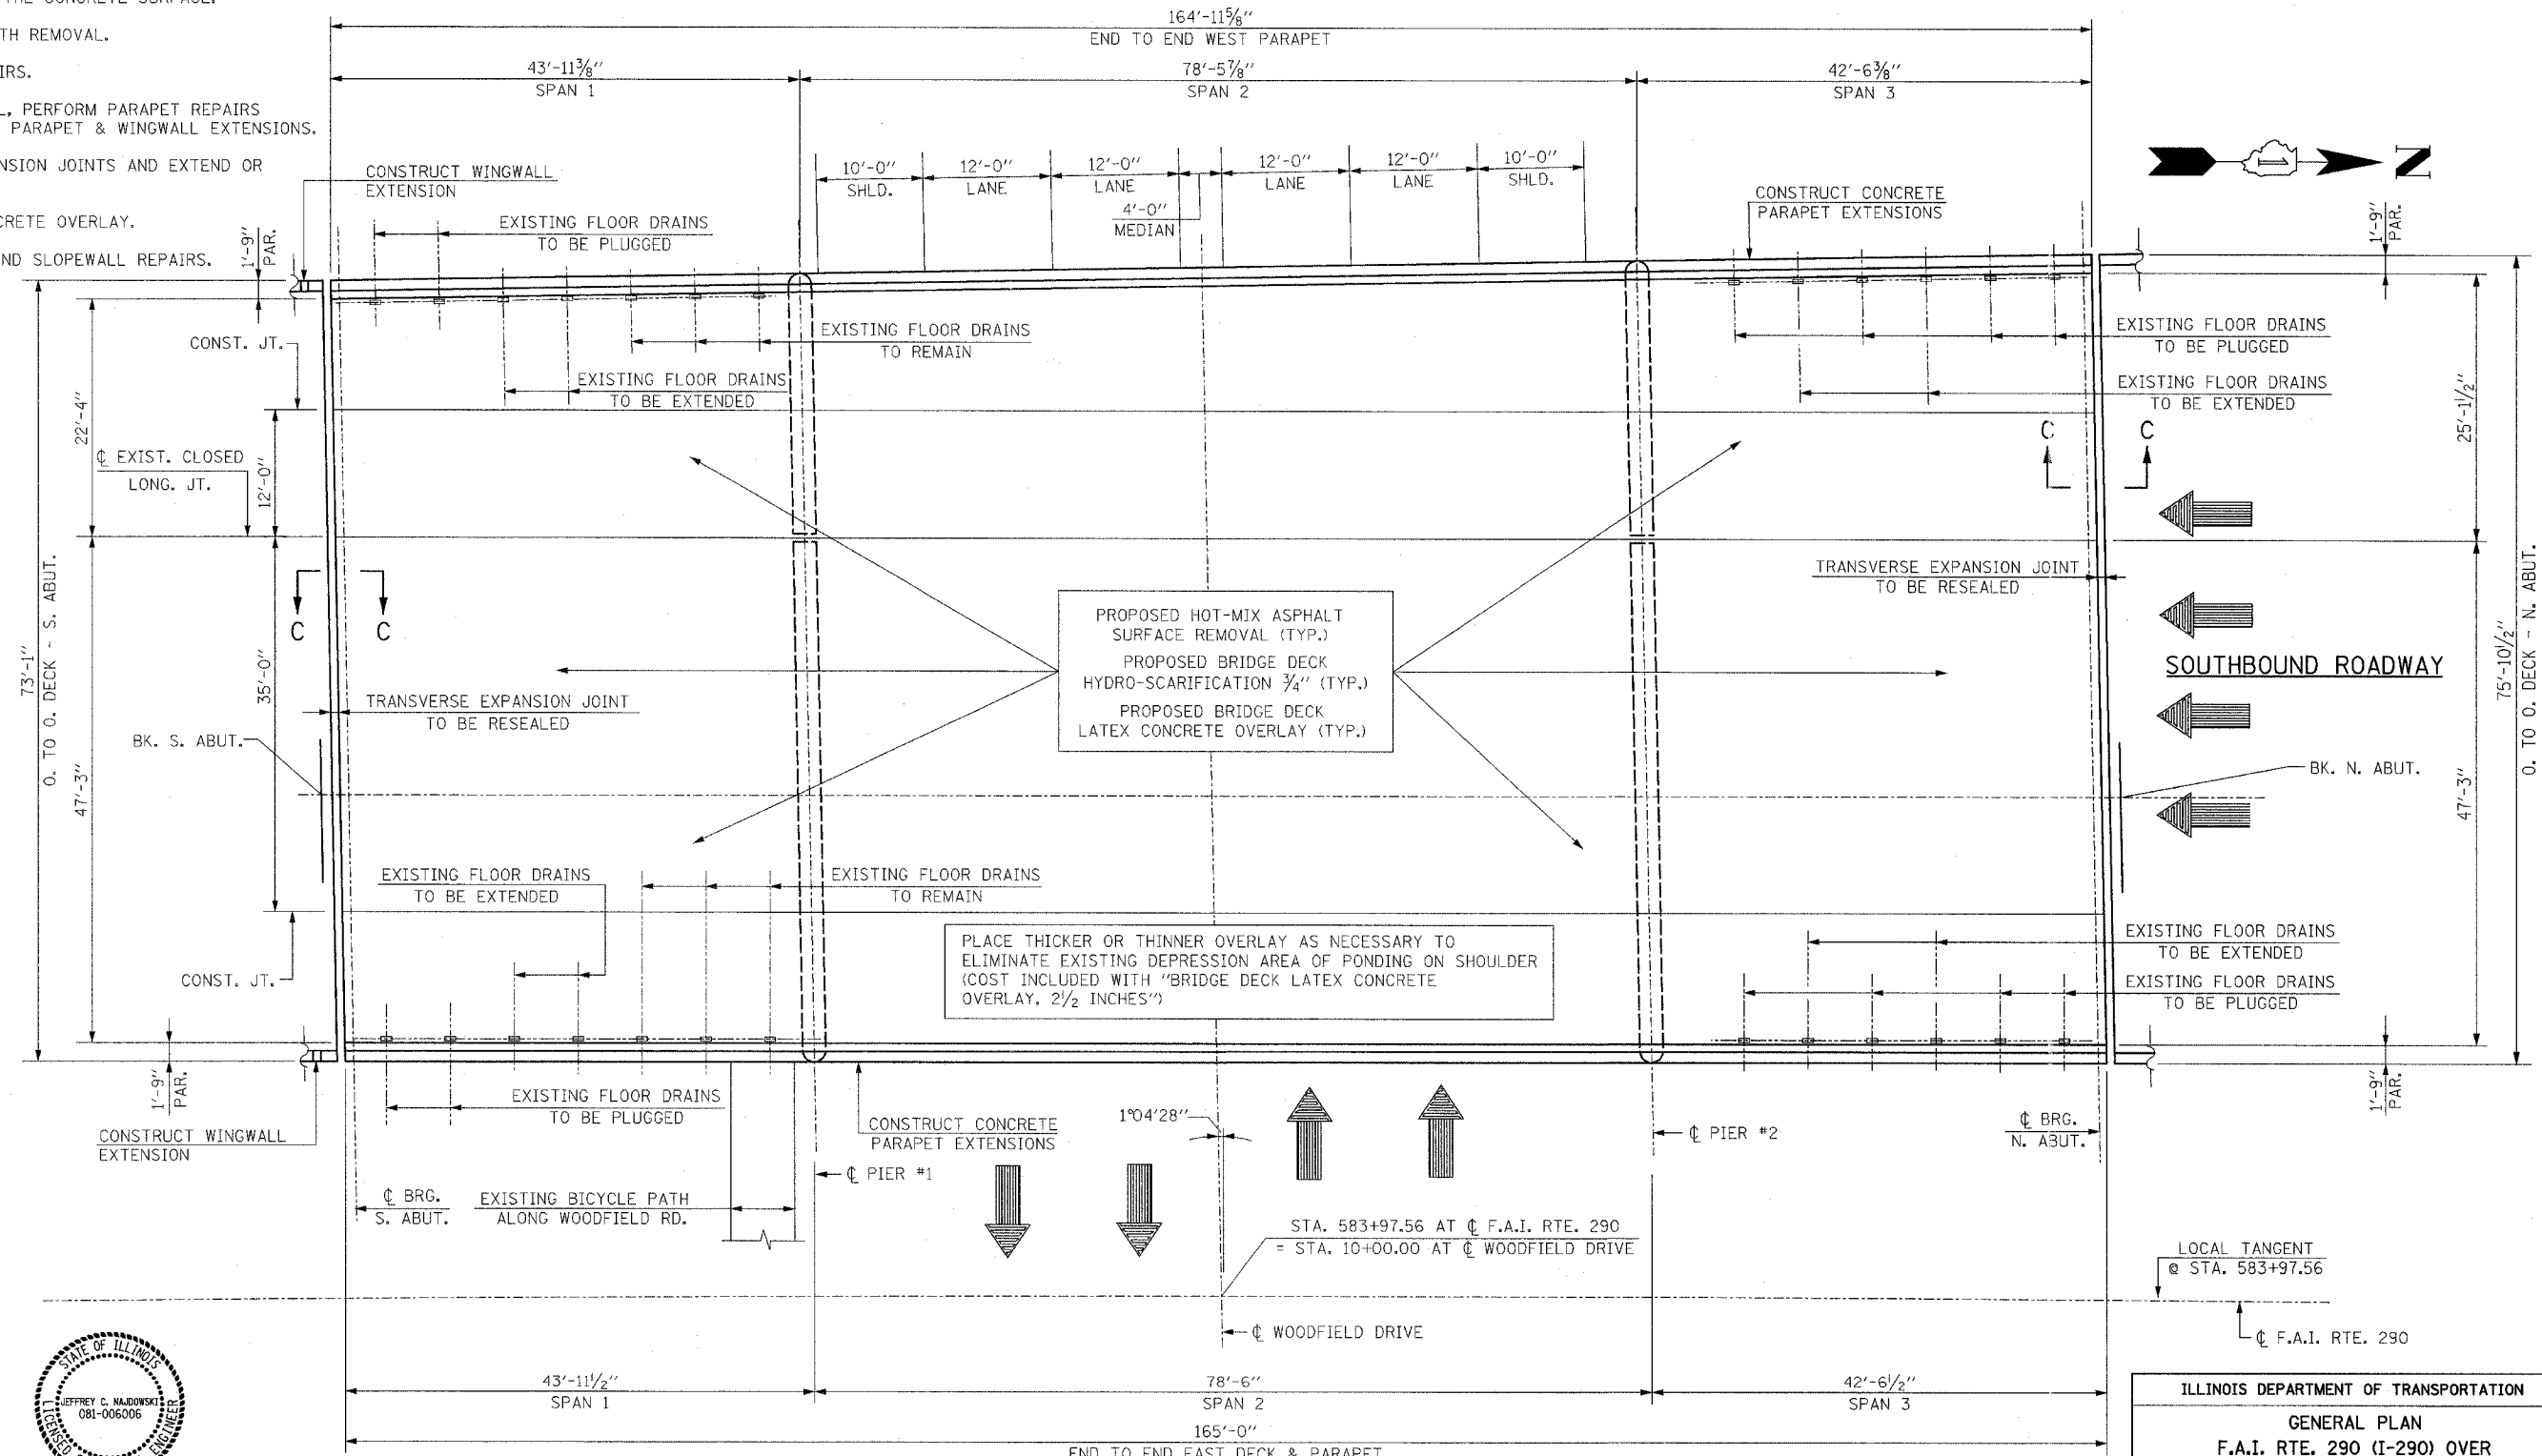 THE CONCRETE SURFACE.
TH REMOVAL.
IRS.
L, PERFORM PARAPET REPAIRS
PARAPET & WINGWALL EXTENSIONS.
NSION JOINTS AND EXTEND OR
CRETE OVERLAY.
ND SLOPEWALL REPAIRS.
164'-11⅝"
END TO END WEST PARAPET
43'-11⅜"
SPAN 1
78'-5⅞"
SPAN 2
42'-6⅜"
SPAN 3
CONSTRUCT WINGWALL
EXTENSION
10'-0"
SHLD.
12'-0"
LANE
12'-0"
LANE
4'-0"
MEDIAN
12'-0"
LANE
12'-0"
LANE
10'-0"
SHLD.
CONSTRUCT CONCRETE
PARAPET EXTENSIONS
1
N
1'-9"
PAR.
EXISTING FLOOR DRAINS
TO BE PLUGGED
1'-9"
PAR.
CONST. JT.
EXISTING FLOOR DRAINS
TO REMAIN
EXISTING FLOOR DRAINS
TO BE EXTENDED
EXISTING FLOOR DRAINS
TO BE PLUGGED
EXISTING FLOOR DRAINS
TO BE EXTENDED
22'-4"
12'-0"
℄ EXIST. CLOSED
LONG. JT.
C
C
25'-1½"
C
C
73'-1"
O. TO O. DECK - S. ABUT.
47'-3"
35'-0"
TRANSVERSE EXPANSION JOINT
TO BE RESEALED
BK. S. ABUT.
PROPOSED HOT-MIX ASPHALT
SURFACE REMOVAL (TYP.)
PROPOSED BRIDGE DECK
HYDRO-SCARIFICATION ¾" (TYP.)
PROPOSED BRIDGE DECK
LATEX CONCRETE OVERLAY (TYP.)
TRANSVERSE EXPANSION JOINT
TO BE RESEALED
SOUTHBOUND ROADWAY
BK. N. ABUT.
47'-3"
75'-10½"
O. TO O. DECK - N. ABUT.
EXISTING FLOOR DRAINS
TO BE EXTENDED
EXISTING FLOOR DRAINS
TO REMAIN
CONST. JT.
PLACE THICKER OR THINNER OVERLAY AS NECESSARY TO
ELIMINATE EXISTING DEPRESSION AREA OF PONDING ON SHOULDER
(COST INCLUDED WITH "BRIDGE DECK LATEX CONCRETE
OVERLAY, 2½ INCHES")
EXISTING FLOOR DRAINS
TO BE EXTENDED
EXISTING FLOOR DRAINS
TO BE PLUGGED
1'-9"
PAR.
CONSTRUCT WINGWALL
EXTENSION
EXISTING FLOOR DRAINS
TO BE PLUGGED
CONSTRUCT CONCRETE
PARAPET EXTENSIONS
1°04'28"
℄ PIER #1
℄ PIER #2
℄ BRG.
N. ABUT.
1'-9"
PAR.
℄ BRG.
S. ABUT.
EXISTING BICYCLE PATH
ALONG WOODFIELD RD.
STA. 583+97.56 AT ℄ F.A.I. RTE. 290
= STA. 10+00.00 AT ℄ WOODFIELD DRIVE
LOCAL TANGENT
@ STA. 583+97.56
℄ WOODFIELD DRIVE
℄ F.A.I. RTE. 290
STATE OF ILLINOIS
JEFFREY C. NAJDOWSKI
081-006006
LICENSED
ENGINEER
43'-11½"
SPAN 1
78'-6"
SPAN 2
42'-6½"
SPAN 3
165'-0"
END TO END EAST DECK & PARAPET
ILLINOIS DEPARTMENT OF TRANSPORTATION
GENERAL PLAN
F.A.I. RTE. 290 (I-290) OVER